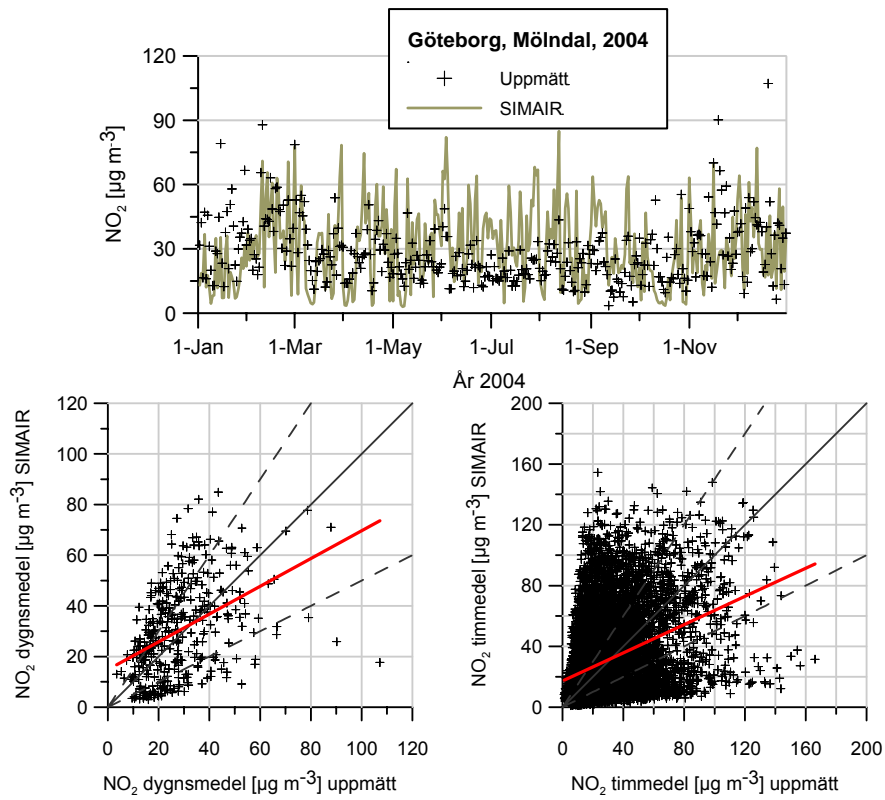 Göteborg, Mölndal, 2004
Uppmätt
SIMAIR
NO₂ [µg m⁻³]
120
90
60
30
0
1-Jan 1-Mar 1-May 1-Jul 1-Sep 1-Nov
År 2004
NO₂ dygnsmedel [µg m⁻³] SIMAIR
120
100
80
60
40
20
0
0 20 40 60 80 100 120
NO₂ dygnsmedel [µg m⁻³] uppmätt
NO₂ timmedel [µg m⁻³] SIMAIR
200
160
120
80
40
0
0 40 80 120 160 200
NO₂ timmedel [µg m⁻³] uppmätt